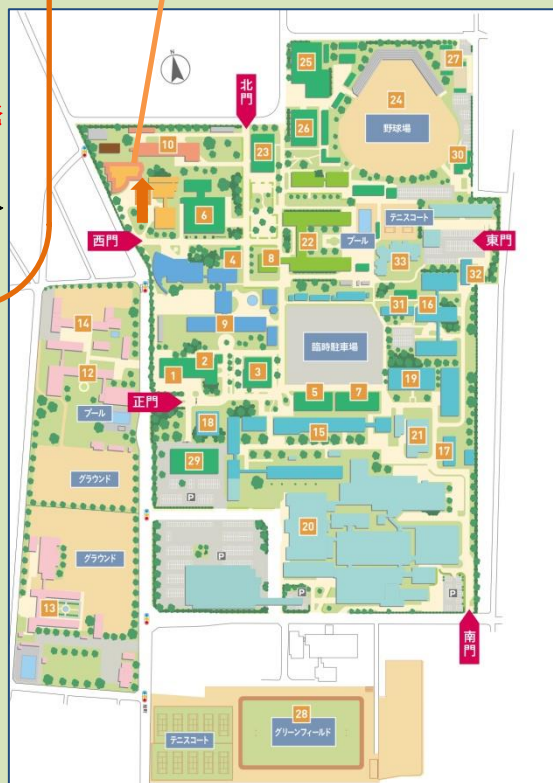 N
北門
25
24
27
野球場
26
10
23
30
6
テニスコート
西門
22
プール
東門
4
8
33
32
31
16
14
9
臨時駐車場
12
2
1
3
19
正門
プール
5
7
18
15
21
17
29
グラウンド
P
20
グラウンド
P
P
P
13
南門
28
テニスコート
グリーンフィールド